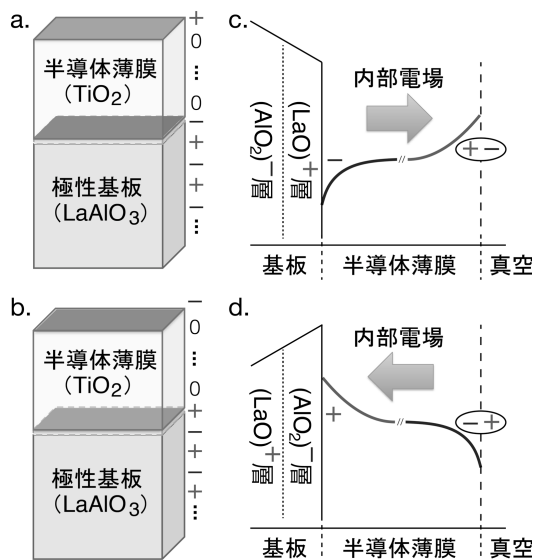 a.
+
0
⋮
0
−
+
−
+
−
⋮
半導体薄膜
(TiO2)
極性基板
(LaAlO3)
c.
内部電場
(AlO2)−層
(LaO)+層
−
+ −
基板
半導体薄膜
真空
b.
−
0
⋮
0
+
−
+
−
+
⋮
半導体薄膜
(TiO2)
極性基板
(LaAlO3)
d.
内部電場
(LaO)+層
(AlO2)−層
+
− +
基板
半導体薄膜
真空